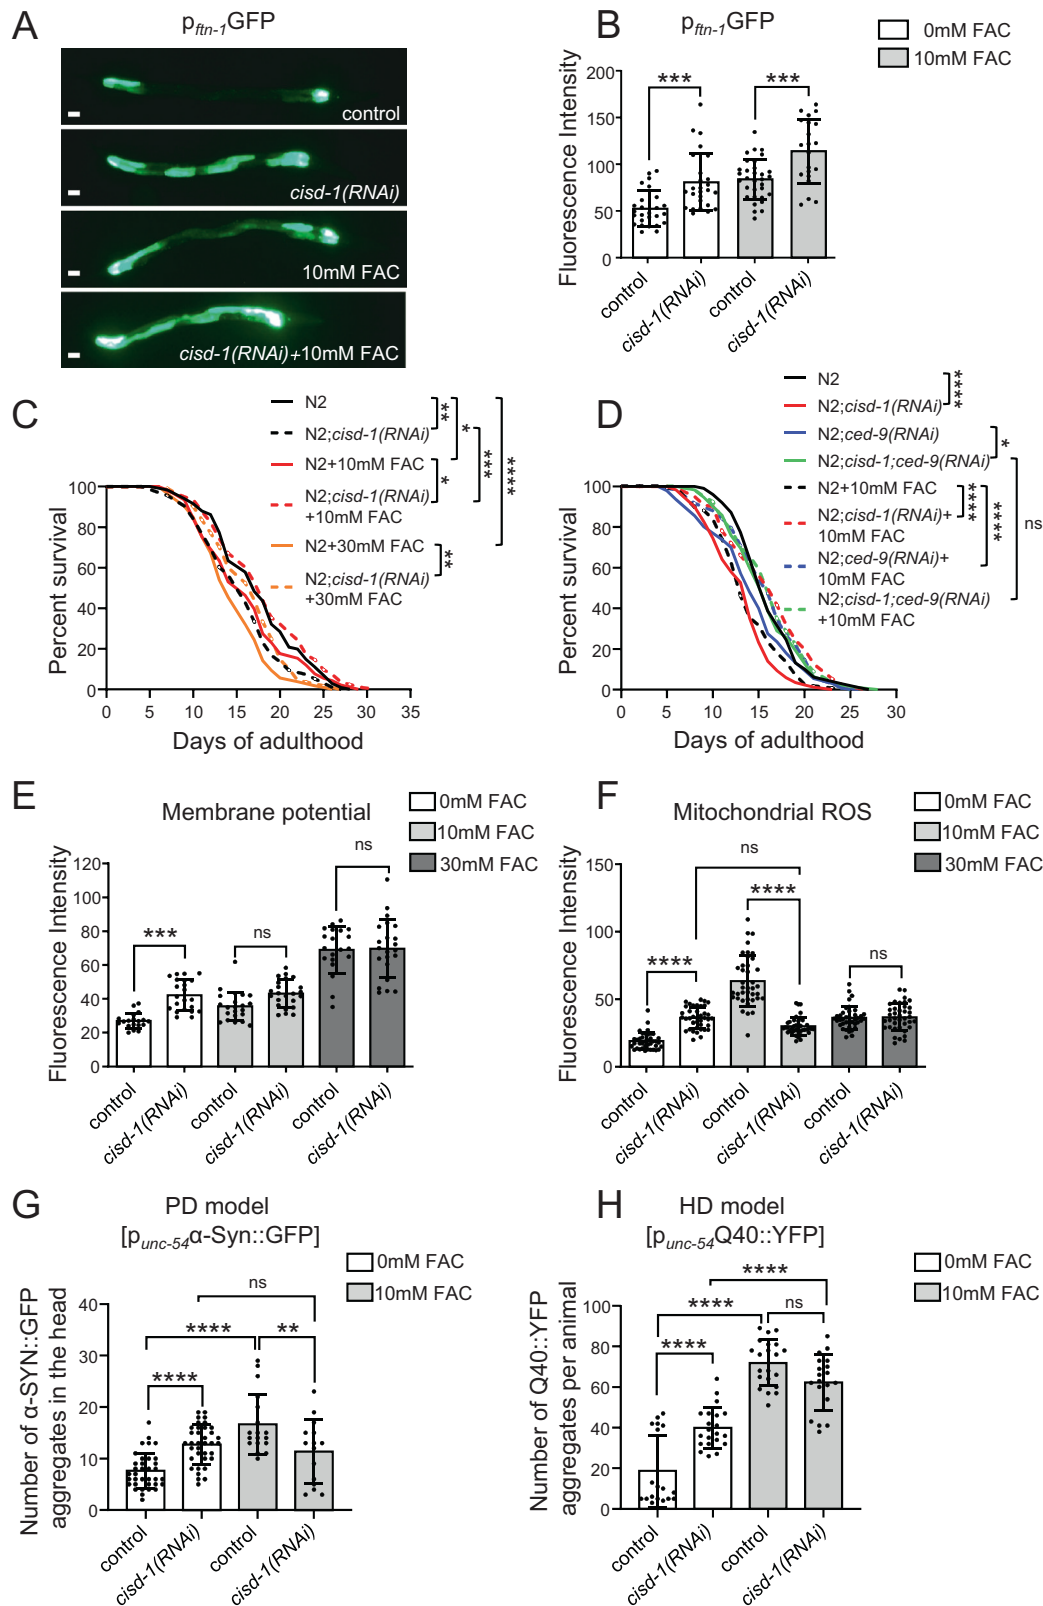 A
p_ftn-1_GFP
control
cisd-1(RNAi)
10mM FAC
cisd-1(RNAi)+10mM FAC
B
p_ftn-1_GFP
0mM FAC
10mM FAC
Fluorescence Intensity
200
150
100
50
0
***
***
control
cisd-1(RNAi)
control
cisd-1(RNAi)
C
N2
N2;cisd-1(RNAi)
N2+10mM FAC
N2;cisd-1(RNAi)
+10mM FAC
N2+30mM FAC
N2;cisd-1(RNAi)
+30mM FAC
**
*
*
***
****
**
Percent survival
100
80
60
40
20
0
0 5 10 15 20 25 30 35
Days of adulthood
D
N2
N2;cisd-1(RNAi)
N2;ced-9(RNAi)
N2;cisd-1;ced-9(RNAi)
N2+10mM FAC
N2;cisd-1(RNAi)+
10mM FAC
N2;ced-9(RNAi)+
10mM FAC
N2;cisd-1;ced-9(RNAi)
+10mM FAC
****
*
****
****
ns
Percent survival
100
80
60
40
20
0
0 5 10 15 20 25 30
Days of adulthood
E
Membrane potential
0mM FAC
10mM FAC
30mM FAC
Fluorescence Intensity
120
100
80
60
40
20
0
***
ns
ns
control
cisd-1(RNAi)
control
cisd-1(RNAi)
control
cisd-1(RNAi)
F
Mitochondrial ROS
0mM FAC
10mM FAC
30mM FAC
Fluorescence Intensity
150
100
50
0
****
ns
****
ns
control
cisd-1(RNAi)
control
cisd-1(RNAi)
control
cisd-1(RNAi)
G
PD model
[p_unc-54_α-Syn::GFP]
0mM FAC
10mM FAC
Number of α-SYN::GFP
aggregates in the head
40
30
20
10
0
****
****
ns
**
control
cisd-1(RNAi)
control
cisd-1(RNAi)
H
HD model
[p_unc-54_Q40::YFP]
0mM FAC
10mM FAC
Number of Q40::YFP
aggregates per animal
100
80
60
40
20
0
****
****
****
ns
control
cisd-1(RNAi)
control
cisd-1(RNAi)